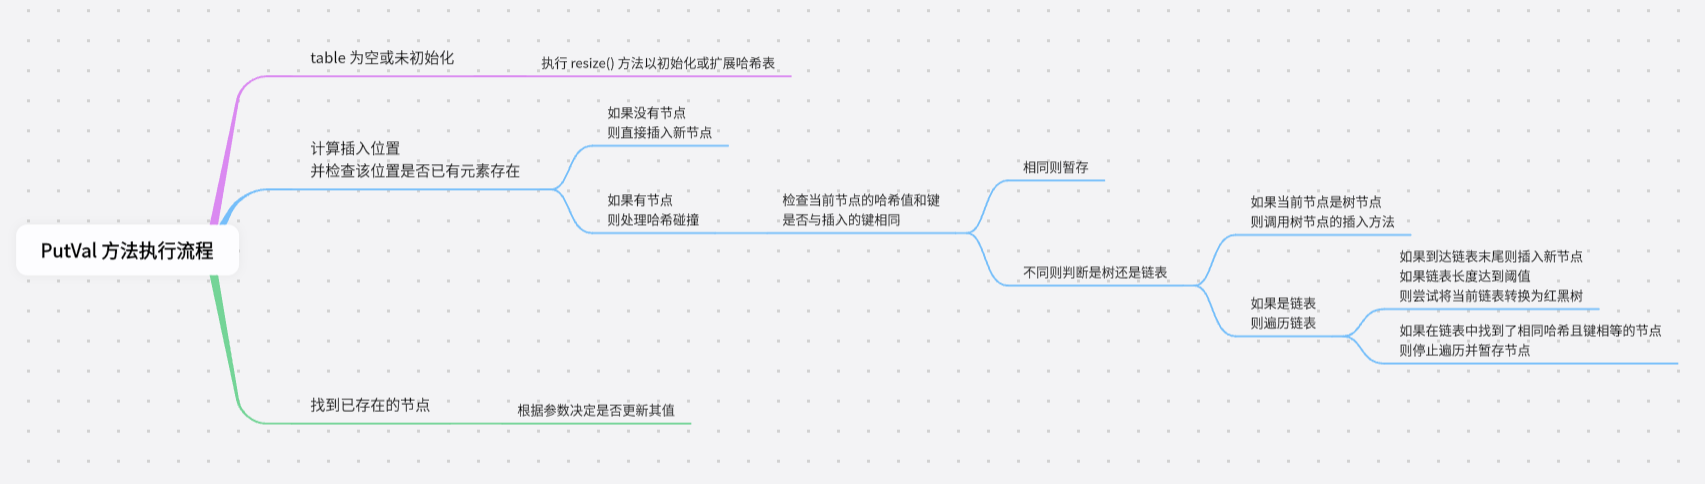 PutVal 方法执行流程
table 为空或未初始化
执行 resize() 方法以初始化或扩展哈希表
计算插入位置
并检查该位置是否已有元素存在
如果没有节点
则直接插入新节点
如果有节点
则处理哈希碰撞
检查当前节点的哈希值和键
是否与插入的键相同
相同则暂存
不同则判断是树还是链表
如果当前节点是树节点
则调用树节点的插入方法
如果是链表
则遍历链表
如果到达链表末尾则插入新节点
如果链表长度达到阈值
则尝试将当前链表转换为红黑树
如果在链表中找到了相同哈希且键相等的节点
则停止遍历并暂存节点
找到已存在的节点
根据参数决定是否更新其值